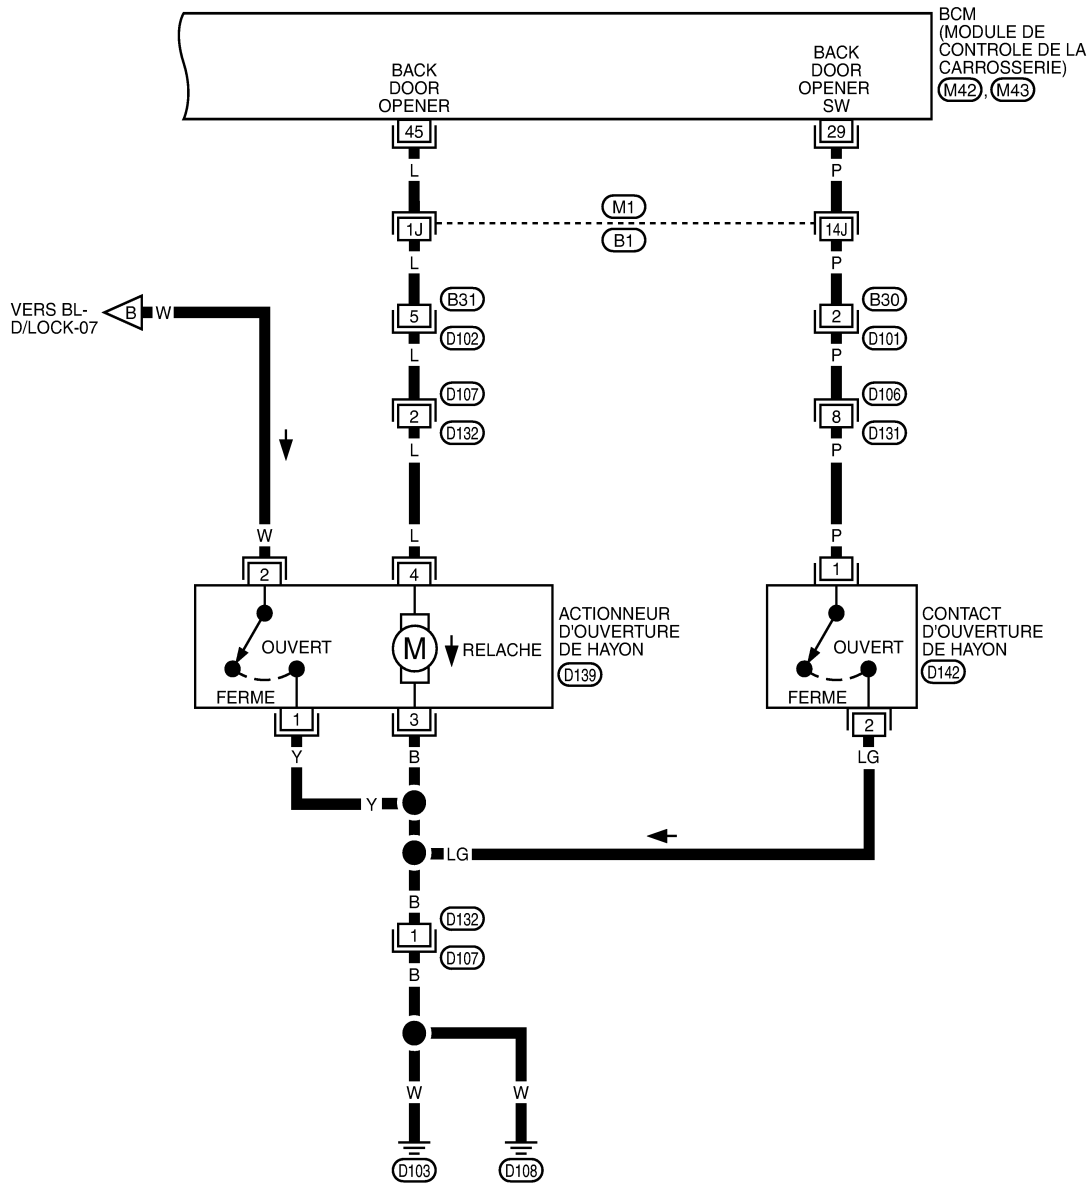 BCM
(MODULE DE
CONTROLE DE LA
CARROSSERIE)
M42, M43
BACK
DOOR
OPENER
BACK
DOOR
OPENER
SW
45
29
L
P
M1
1J
14J
B1
L
P
VERS BL-
D/LOCK-07
B
W
B31
5
D102
B30
2
D101
L
P
D107
2
D132
D106
8
D131
L
P
W
L
P
2
4
1
OUVERT
FERME
M
RELACHE
ACTIONNEUR
D'OUVERTURE
DE HAYON
D139
OUVERT
FERME
CONTACT
D'OUVERTURE
DE HAYON
D142
1
3
2
Y
B
LG
Y
LG
B
D132
1
D107
B
W
W
D103
D108